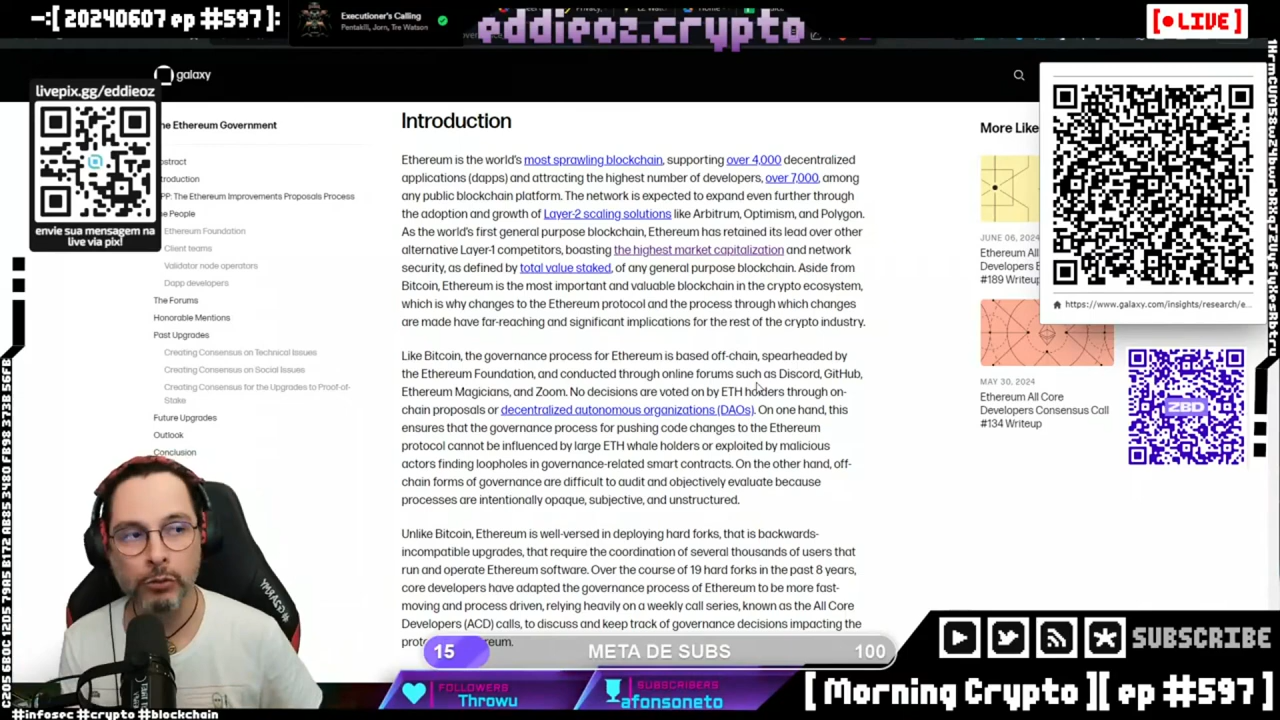 -:[ 20240607 ep #597]:
Executioner's Calling
Pentakill, Jorn, Tre Watson
eddieoz.crypto
[● LIVE]
galaxy
livepix.gg/eddieoz
envie sua mensagem na
live via pix!
The Ethereum Government
EPP: The Ethereum Improvements Proposals Process
Ethereum Foundation
Client teams
Validator node operators
Dapp developers
The Forums
Honorable Mentions
Past Upgrades
Creating Consensus on Technical Issues
Creating Consensus on Social Issues
Creating Consensus for the Upgrades to Proof-of-
Stake
Future Upgrades
Outlook
Conclusion
Introduction
Ethereum is the world's most sprawling blockchain, supporting over 4,000 decentralized
applications (dapps) and attracting the highest number of developers, over 7,000, among
any public blockchain platform. The network is expected to expand even further through
the adoption and growth of Layer-2 scaling solutions like Arbitrum, Optimism, and Polygon.
As the world's first general purpose blockchain, Ethereum has retained its lead over other
alternative Layer-1 competitors, boasting the highest market capitalization and network
security, as defined by total value staked, of any general purpose blockchain. Aside from
Bitcoin, Ethereum is the most important and valuable blockchain in the crypto ecosystem,
which is why changes to the Ethereum protocol and the process through which changes
are made have far-reaching and significant implications for the rest of the crypto industry.
Like Bitcoin, the governance process for Ethereum is based off-chain, spearheaded by
the Ethereum Foundation, and conducted through online forums such as Discord, GitHub,
Ethereum Magicians, and Zoom. No decisions are voted on by ETH holders through on-
chain proposals or decentralized autonomous organizations (DAOs). On one hand, this
ensures that the governance process for pushing code changes to the Ethereum
protocol cannot be influenced by large ETH whale holders or exploited by malicious
actors finding loopholes in governance-related smart contracts. On the other hand, off-
chain forms of governance are difficult to audit and objectively evaluate because
processes are intentionally opaque, subjective, and unstructured.
Unlike Bitcoin, Ethereum is well-versed in deploying hard forks, that is backwards-
incompatible upgrades, that require the coordination of several thousands of users that
run and operate Ethereum software. Over the course of 19 hard forks in the past 8 years,
core developers have adapted the governance process of Ethereum to be more fast-
moving and process driven, relying heavily on a weekly call series, known as the All Core
Developers (ACD) calls, to discuss and keep track of governance decisions impacting the
More Like
JUNE 06, 2024
Ethereum All
Developers E
#189 Writeup
MAY 30, 2024
Ethereum All Core
Developers Consensus Call
#134 Writeup
https://www.galaxy.com/insights/research/e...
ZBD
15 META DE SUBS 100
FOLLOWERS
Throwu
SUBSCRIBERS
afonsoneto
SUBSCRIBE
[ Morning Crypto ][ ep #597 ]
#infosec #crypto #blockchain